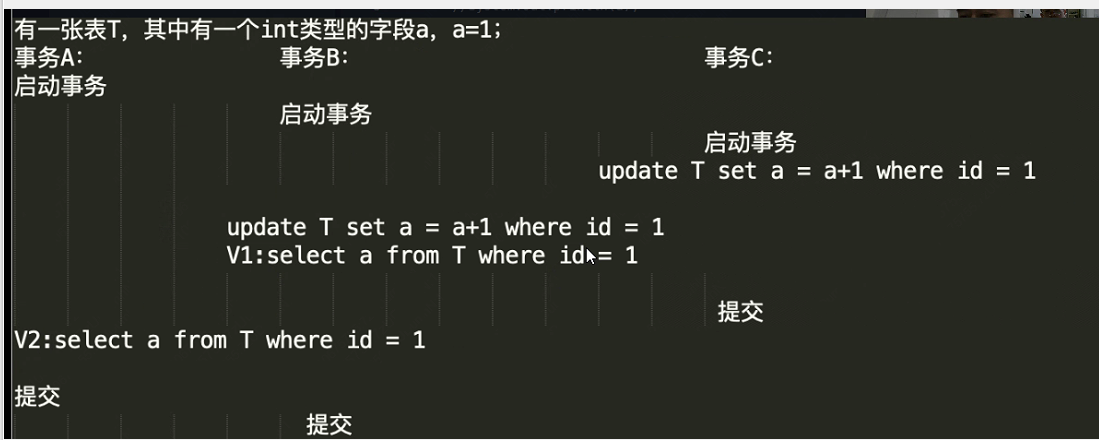 有一张表T，其中有一个int类型的字段a，a=1；
事务A： 事务B： 事务C：
启动事务
启动事务
启动事务
update T set a = a+1 where id = 1
update T set a = a+1 where id = 1
V1:select a from T where id = 1
提交
V2:select a from T where id = 1
提交
提交